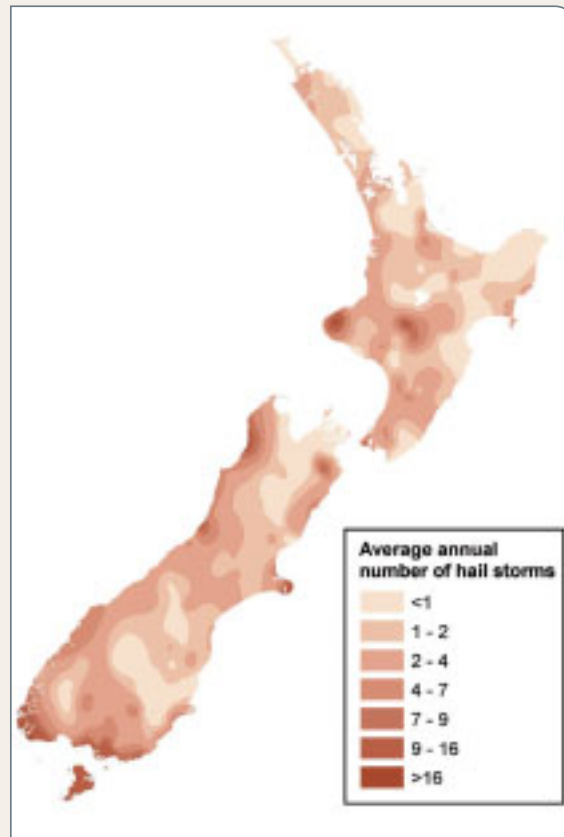 Average annual
number of hail storms
<1
1 - 2
2 - 4
4 - 7
7 - 9
9 - 16
>16